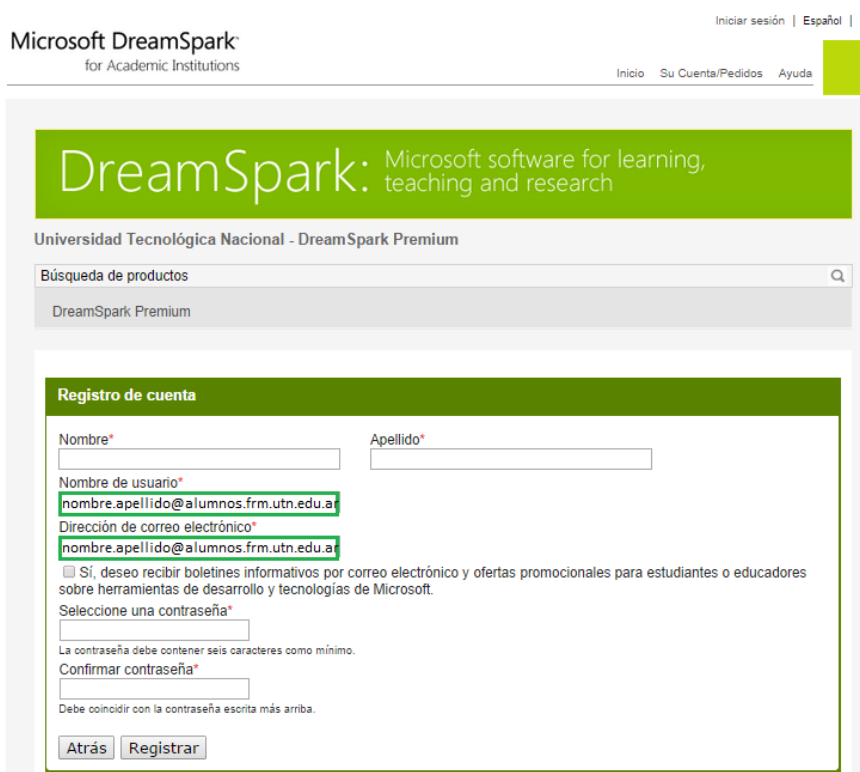 Iniciar sesión | Español |
Microsoft DreamSpark
for Academic Institutions
Inicio Su Cuenta/Pedidos Ayuda
DreamSpark: Microsoft software for learning,
teaching and research
Universidad Tecnológica Nacional - DreamSpark Premium
Búsqueda de productos
DreamSpark Premium
Registro de cuenta
Nombre* Apellido*
Nombre de usuario*
nombre.apellido@alumnos.frm.utn.edu.ar
Dirección de correo electrónico*
nombre.apellido@alumnos.frm.utn.edu.ar
Sí, deseo recibir boletines informativos por correo electrónico y ofertas promocionales para estudiantes o educadores
sobre herramientas de desarrollo y tecnologías de Microsoft.
Seleccione una contraseña*
La contraseña debe contener seis caracteres como mínimo.
Confirmar contraseña*
Debe coincidir con la contraseña escrita más arriba.
Atrás Registrar